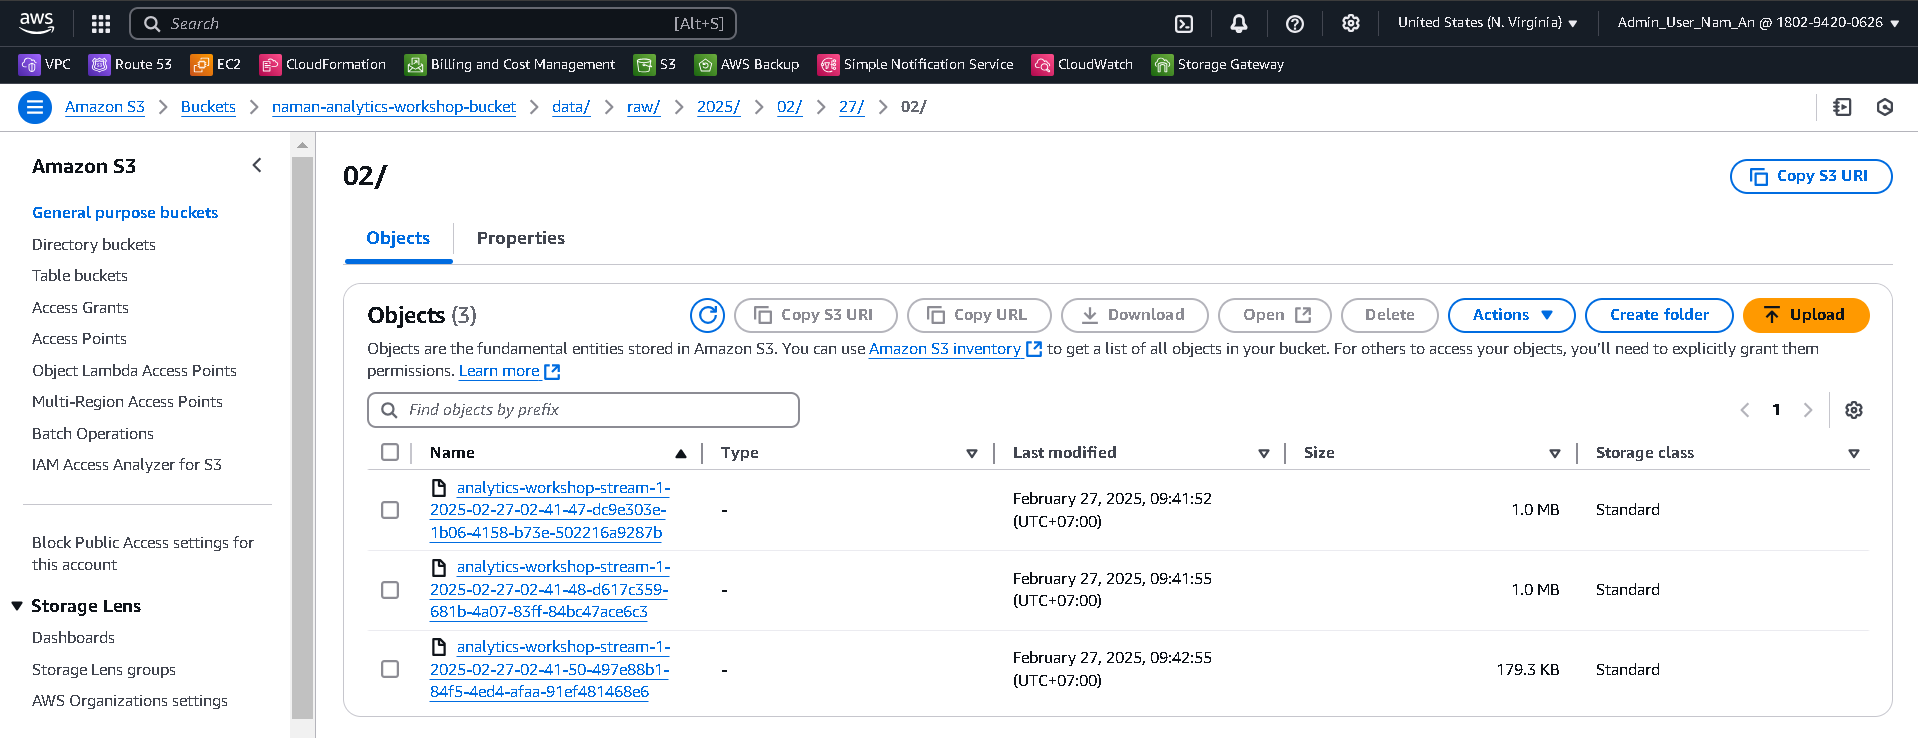 aws
Search [Alt+S]
United States (N. Virginia)
Admin_User_Nam_An @ 1802-9420-0626
VPC Route 53 EC2 CloudFormation Billing and Cost Management S3 AWS Backup Simple Notification Service CloudWatch Storage Gateway
Amazon S3 > Buckets > naman-analytics-workshop-bucket > data/ > raw/ > 2025/ > 02/ > 27/ > 02/
Amazon S3
General purpose buckets
Directory buckets
Table buckets
Access Grants
Access Points
Object Lambda Access Points
Multi-Region Access Points
Batch Operations
IAM Access Analyzer for S3
Block Public Access settings for
this account
Storage Lens
Dashboards
Storage Lens groups
AWS Organizations settings
02/
Copy S3 URI
Objects Properties
Objects (3)
Copy S3 URI Copy URL Download Open Delete Actions Create folder Upload
Objects are the fundamental entities stored in Amazon S3. You can use Amazon S3 inventory to get a list of all objects in your bucket. For others to access your objects, you'll need to explicitly grant them
permissions. Learn more
Find objects by prefix
1
Name Type Last modified Size Storage class
analytics-workshop-stream-1-
2025-02-27-02-41-47-dc9e303e-
1b06-4158-b73e-502216a9287b
-
February 27, 2025, 09:41:52
(UTC+07:00)
1.0 MB
Standard
analytics-workshop-stream-1-
2025-02-27-02-41-48-d617c359-
681b-4a07-83ff-84bc47ace6c3
-
February 27, 2025, 09:41:55
(UTC+07:00)
1.0 MB
Standard
analytics-workshop-stream-1-
2025-02-27-02-41-50-497e88b1-
84f5-4ed4-afaa-91ef481468e6
-
February 27, 2025, 09:42:55
(UTC+07:00)
179.3 KB
Standard